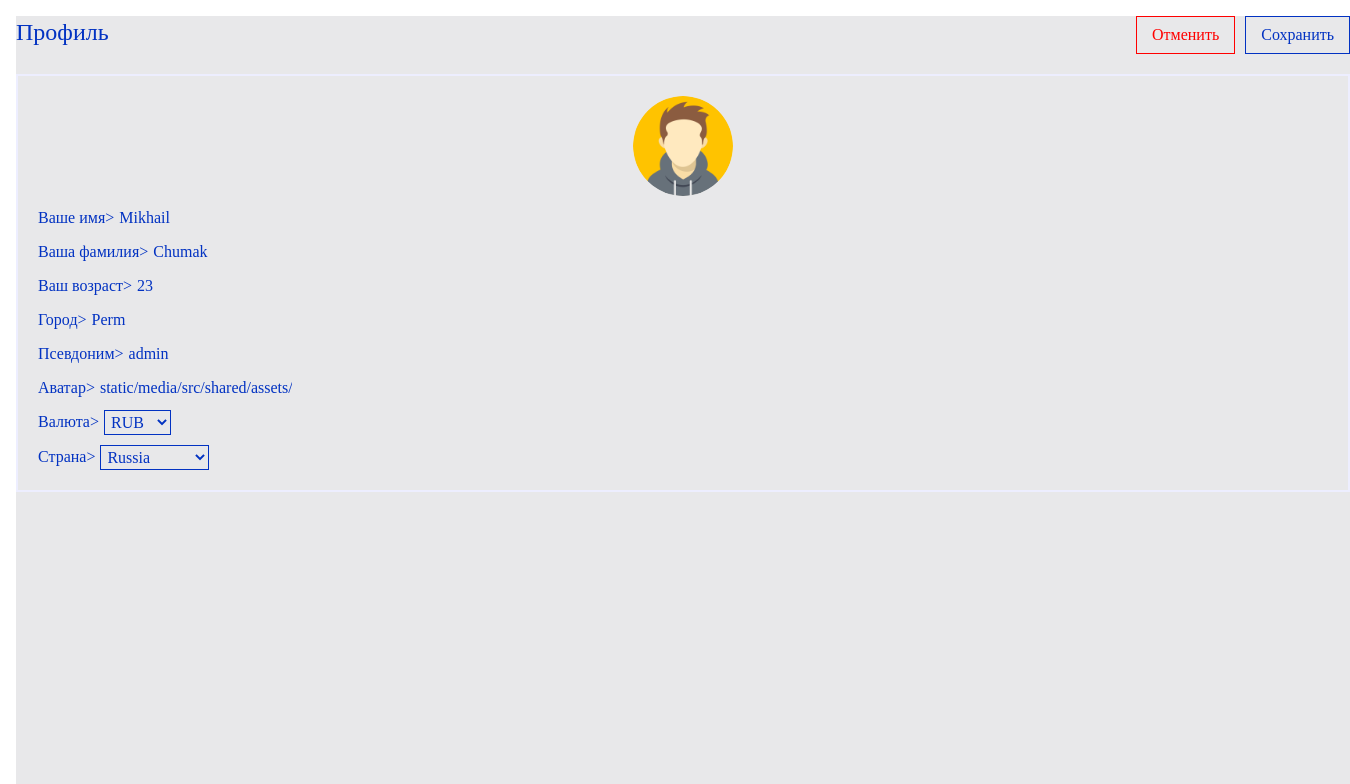 Профиль
Отменить
Сохранить
Ваше имя> Mikhail
Ваша фамилия> Chumak
Ваш возраст> 23
Город> Perm
Псевдоним> admin
Аватар> static/media/src/shared/assets/
Валюта> RUB
Страна> Russia